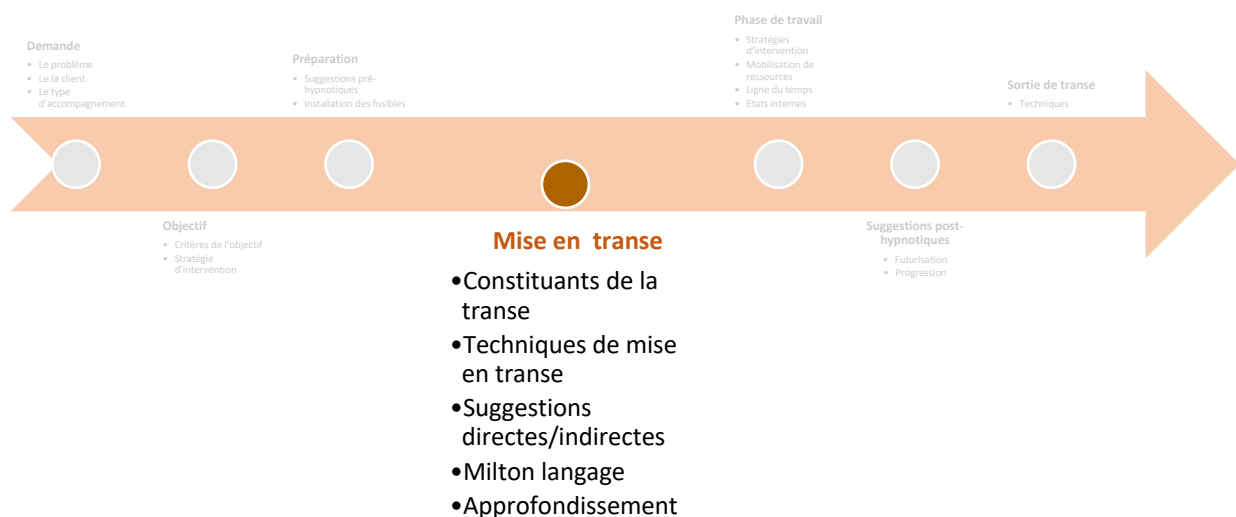 Demande
• Le problème
• Le.la client.
• Le type
d'accompagnement
Objectif
• Critères de l'objectif
• Stratégie
d'intervention
Préparation
• Suggestions pré-
hypnotiques
• Installation des fusibles
Mise en transe
•Constituants de la
transe
•Techniques de mise
en transe
•Suggestions
directes/indirectes
•Milton langage
•Approfondissement
Phase de travail
• Stratégies
d'intervention
• Mobilisation de
ressources
• Ligne du temps
• Etats internes
Suggestions post-
hypnotiques
• Futurisation
• Progression
Sortie de transe
• Techniques